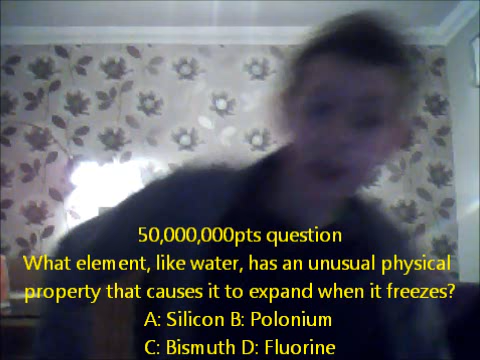 50,000,000pts question
What element, like water, has an unusual physical
property that causes it to expand when it freezes?
A: Silicon B: Polonium
C: Bismuth D: Fluorine